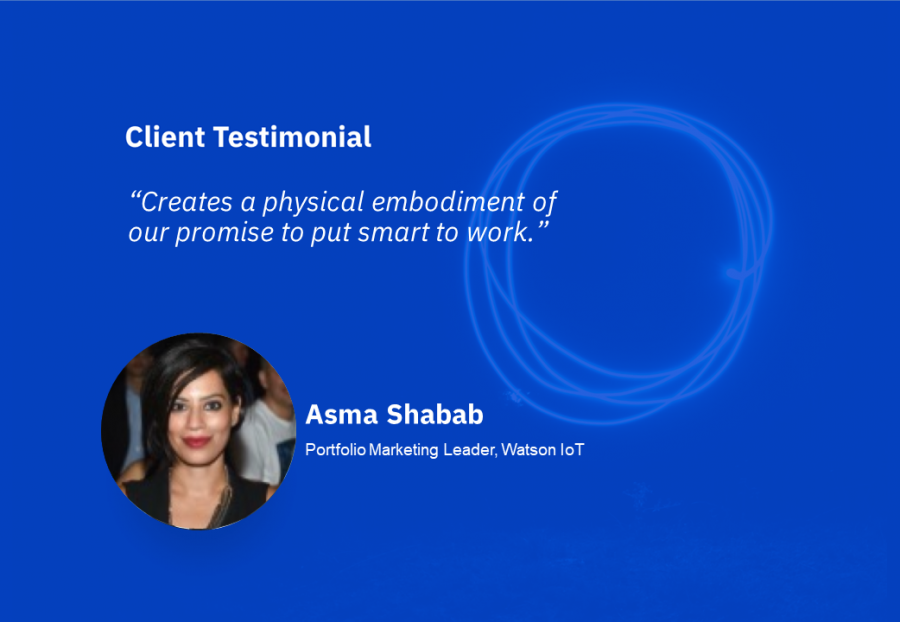 Client Testimonial
“Creates a physical embodiment of
our promise to put smart to work.”
Asma Shabab
Portfolio Marketing Leader, Watson IoT